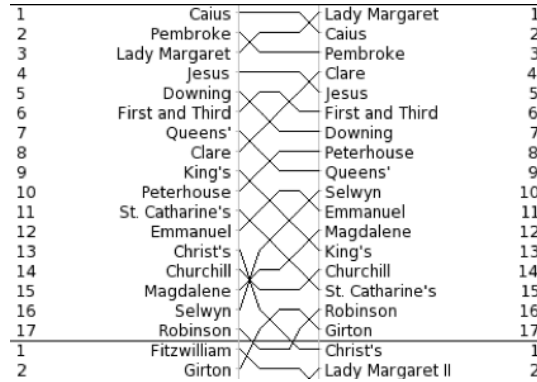 1 Caius Lady Margaret 1
2 Pembroke Caius 2
3 Lady Margaret Pembroke 3
4 Jesus Clare 4
5 Downing Jesus 5
6 First and Third First and Third 6
7 Queens' Downing 7
8 Clare Peterhouse 8
9 King's Queens' 9
10 Peterhouse Selwyn 10
11 St. Catharine's Emmanuel 11
12 Emmanuel Magdalene 12
13 Christ's King's 13
14 Churchill Churchill 14
15 Magdalene St. Catharine's 15
16 Selwyn Robinson 16
17 Robinson Girton 17
1 Fitzwilliam Christ's 1
2 Girton Lady Margaret II 2